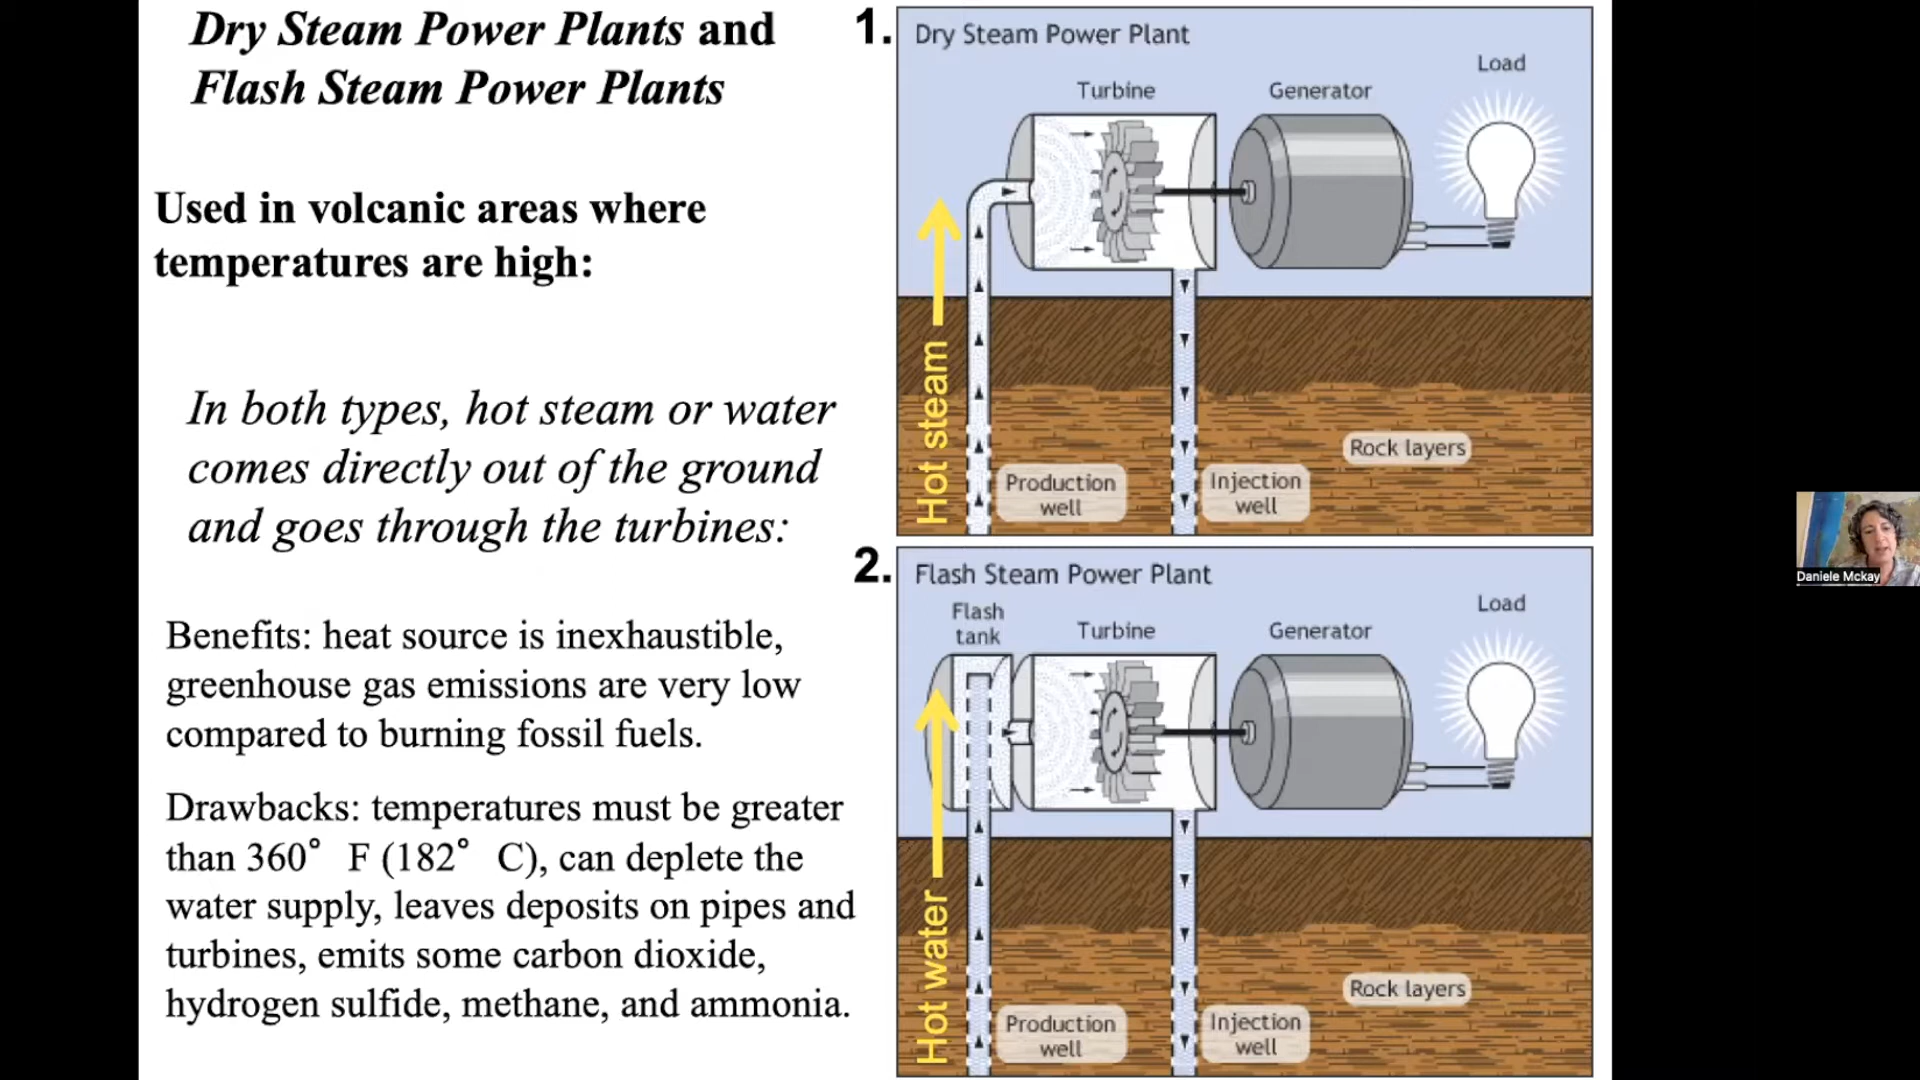 Dry Steam Power Plants and
Flash Steam Power Plants
Used in volcanic areas where
temperatures are high:
In both types, hot steam or water
comes directly out of the ground
and goes through the turbines:
Benefits: heat source is inexhaustible,
greenhouse gas emissions are very low
compared to burning fossil fuels.
Drawbacks: temperatures must be greater
than 360° F (182° C), can deplete the
water supply, leaves deposits on pipes and
turbines, emits some carbon dioxide,
hydrogen sulfide, methane, and ammonia.
1.
Dry Steam Power Plant
Load
Turbine
Generator
Hot steam
Rock layers
Production
well
Injection
well
2.
Flash Steam Power Plant
Flash
tank
Turbine
Generator
Load
Hot water
Rock layers
Production
well
Injection
well
Daniele Mckay